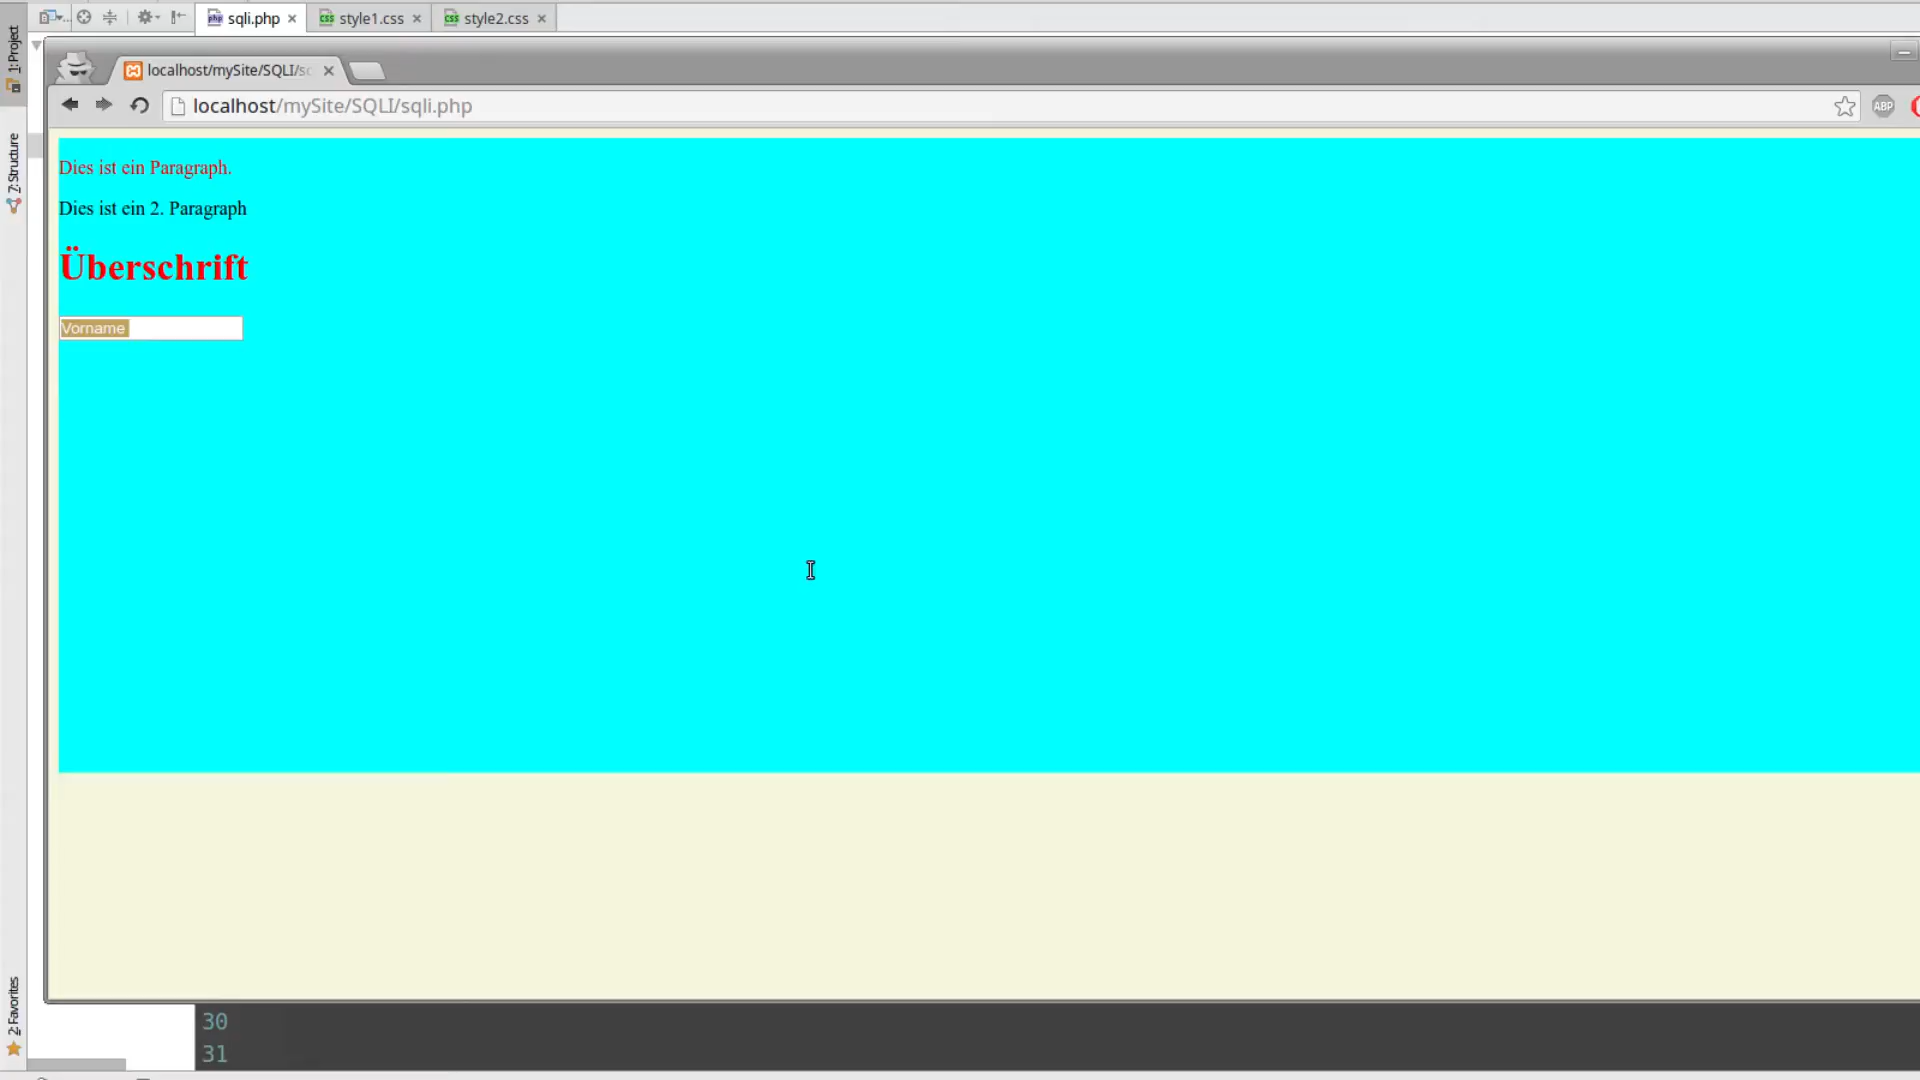 sqli.php
style1.css
style2.css
1: Project
localhost/mySite/SQLI/s
localhost/mySite/SQLI/sqli.php
ABP
7: Structure
Dies ist ein Paragraph.
Dies ist ein 2. Paragraph
Überschrift
Vorname
2: Favorites
30
31